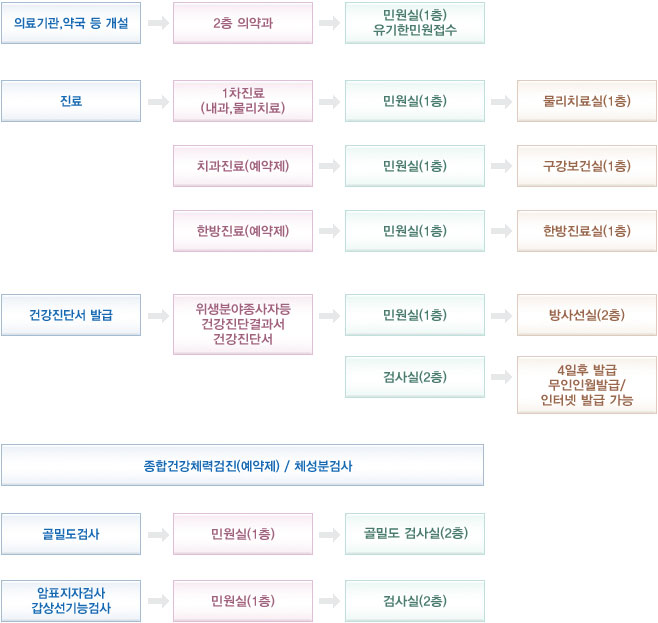 의료기관,약국 등 개설
2층 의약과
민원실(1층)
유기한민원접수
진료
1차진료
(내과,물리치료)
민원실(1층)
물리치료실(1층)
치과진료(예약제)
민원실(1층)
구강보건실(1층)
한방진료(예약제)
민원실(1층)
한방진료실(1층)
건강진단서 발급
위생분야종사자등
건강진단결과서
건강진단서
민원실(1층)
방사선실(2층)
검사실(2층)
4일후 발급
무인인월발급/
인터넷 발급 가능
종합건강체력검진(예약제) / 체성분검사
골밀도검사
민원실(1층)
골밀도 검사실(2층)
암표지자검사
갑상선기능검사
민원실(1층)
검사실(2층)